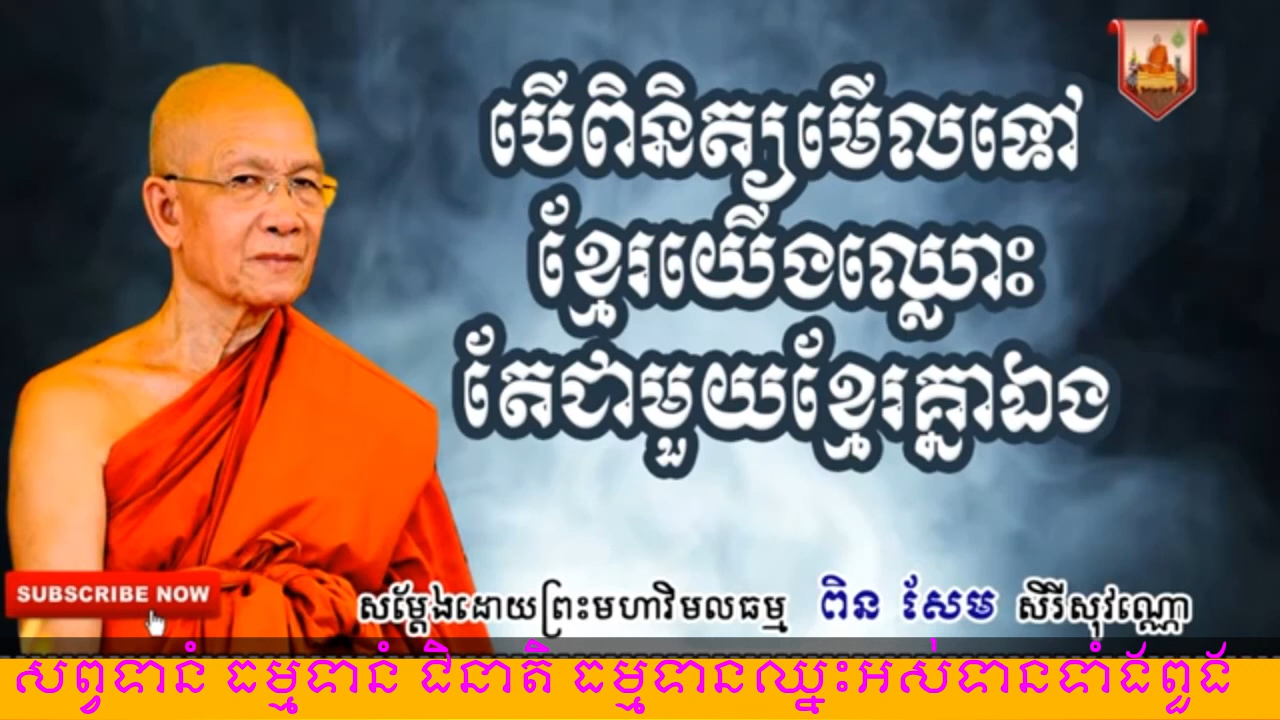 បើពិនិត្យមើលទៅ
ខ្មែរយើងឈ្លោះ
តែជាមួយខ្មែរគ្នាឯង
SUBSCRIBE NOW
សម្តែងដោយព្រះមហាវិមលធម្ម ពិន សែម សិរីសុវណ្ណោ
សព្វទានំ ធម្មទានំ ជិនាតិ ធម្មទានឈ្នះអស់ទានទាំងពួង